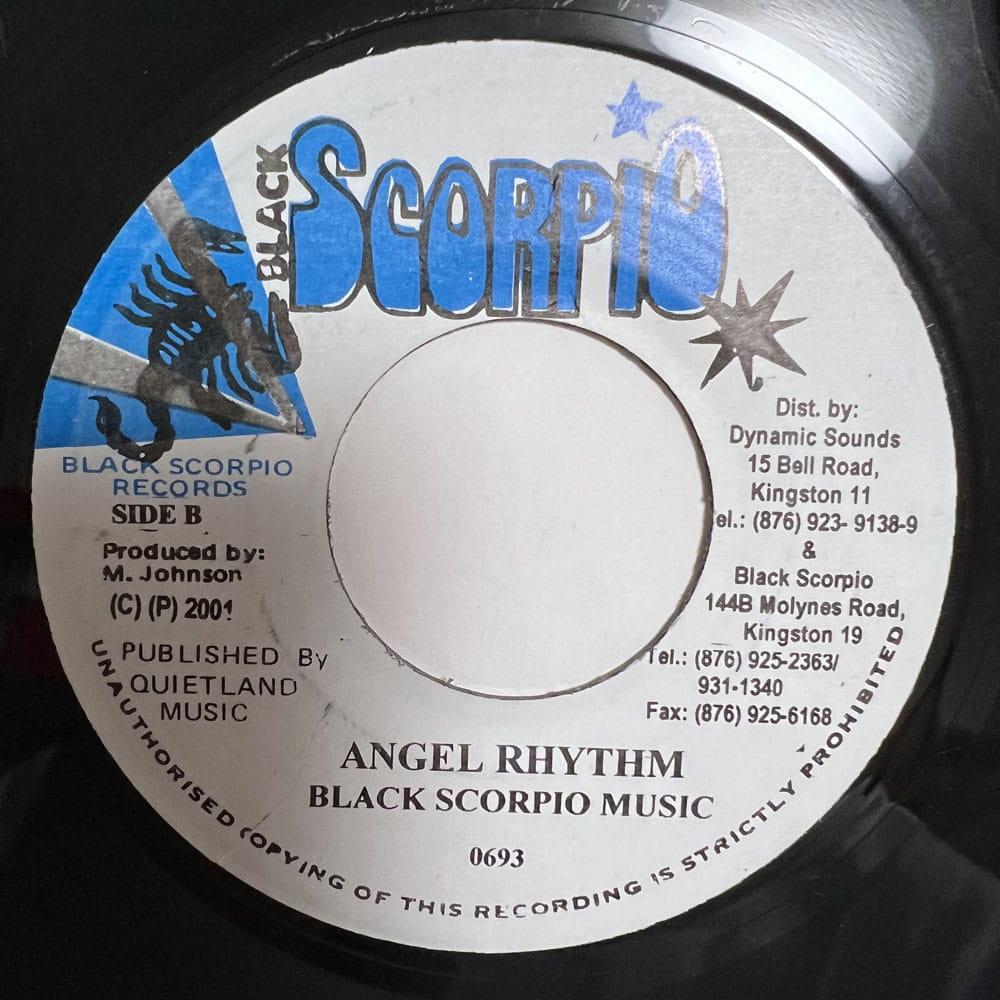 BLACK
SCORPIO
BLACK SCORPIO
RECORDS
SIDE B
Produced by:
M. Johnson
(C) (P) 2001
PUBLISHED By
QUIETLAND
MUSIC
Dist. by:
Dynamic Sounds
15 Bell Road,
Kingston 11
el.: (876) 923- 9138-9
&
Black Scorpio
144B Molynes Road,
Kingston 19
Tel.: (876) 925-2363/
931-1340
Fax: (876) 925-6168
ANGEL RHYTHM
BLACK SCORPIO MUSIC
0693
UNAUTHORISED COPYING OF THIS RECORDING IS STRICTLY PROHIBITED